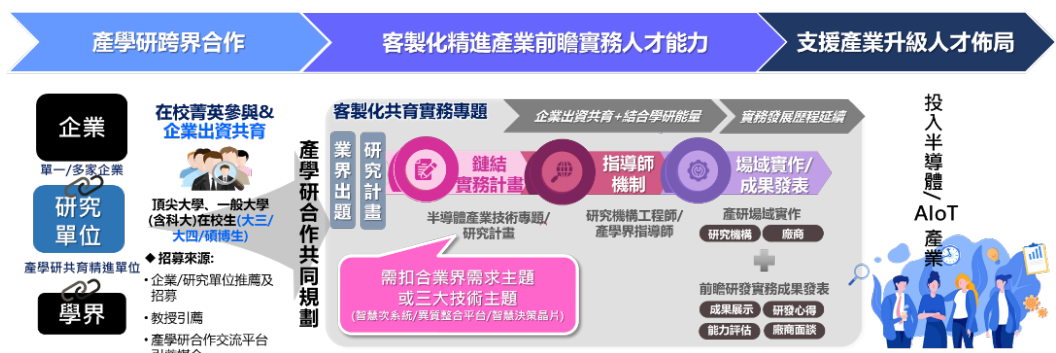 產學研跨界合作
客製化精進產業前瞻實務人才能力
支援產業升級人才佈局
企業
單一/多家企業
研究
單位
產學研共育精進單位
學界
在校菁英參與&
企業出資共育
頂尖大學、一般大學
(含科大)在校生(大三/
大四/碩博生)
◆招募來源:
•企業/研究單位推薦及
招募
•教授引薦
•產學研合作交流平台
產學研合作共同規劃
客製化共育實務專題
企業出資共育+結合學研能量
實務發展歷程延續
業界出題
研究計畫
鏈結
實務計畫
指導師
機制
場域實作/
成果發表
半導體產業技術專題/
研究計畫
研究機構工程師/
產學界指導師
產研場域實作
研究機構
廠商
前瞻研發實務成果發表
成果展示
研發心得
能力評估
廠商面談
需扣合業界需求主題
或三大技術主題
(智慧次系統/異質整合平台/智慧決策晶片)
投入半導體/AIoT產業